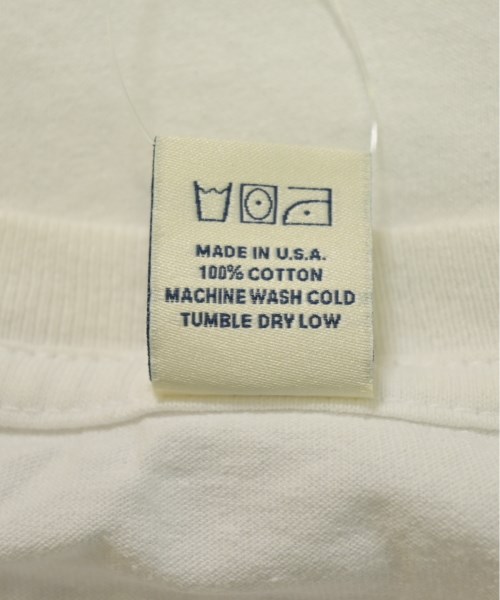 MADE IN U.S.A.
100% COTTON
MACHINE WASH COLD
TUMBLE DRY LOW